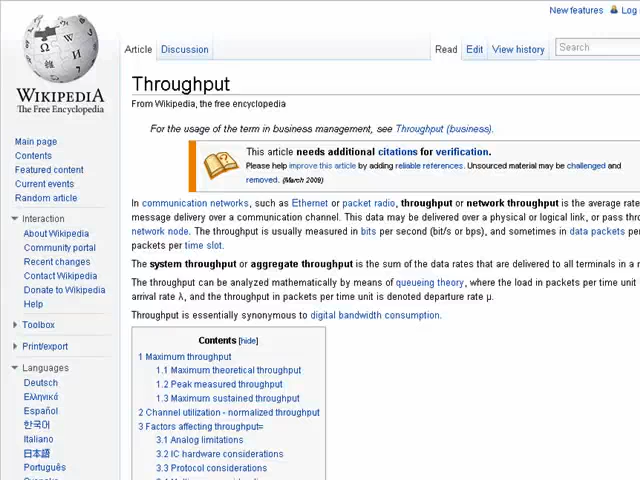 New features Log
Article Discussion Read Edit View history Search
WIKIPEDIA
The Free Encyclopedia
Throughput
From Wikipedia, the free encyclopedia
For the usage of the term in business management, see Throughput (business).
This article needs additional citations for verification.
Please help improve this article by adding reliable references. Unsourced material may be challenged and
removed. (March 2009)
In communication networks, such as Ethernet or packet radio, throughput or network throughput is the average rate
message delivery over a communication channel. This data may be delivered over a physical or logical link, or pass
network node. The throughput is usually measured in bits per second (bit/s or bps), and sometimes in data packets per
packets per time slot.
The system throughput or aggregate throughput is the sum of the data rates that are delivered to all terminals in a
The throughput can be analyzed mathematically by means of queueing theory, where the load in packets per time unit
arrival rate λ, and the throughput in packets per time unit is denoted departure rate μ.
Throughput is essentially synonymous to digital bandwidth consumption.
Contents [hide]
1 Maximum throughput
1.1 Maximum theoretical throughput
1.2 Peak measured throughput
1.3 Maximum sustained throughput
2 Channel utilization - normalized throughput
3 Factors affecting throughput=
3.1 Analog limitations
3.2 IC hardware considerations
3.3 Protocol considerations
Main page
Contents
Featured content
Current events
Random article
Interaction
About Wikipedia
Community portal
Recent changes
Contact Wikipedia
Donate to Wikipedia
Help
Toolbox
Print/export
Languages
Deutsch
Ελληνικά
Español
한국어
Italiano
日本語
Português